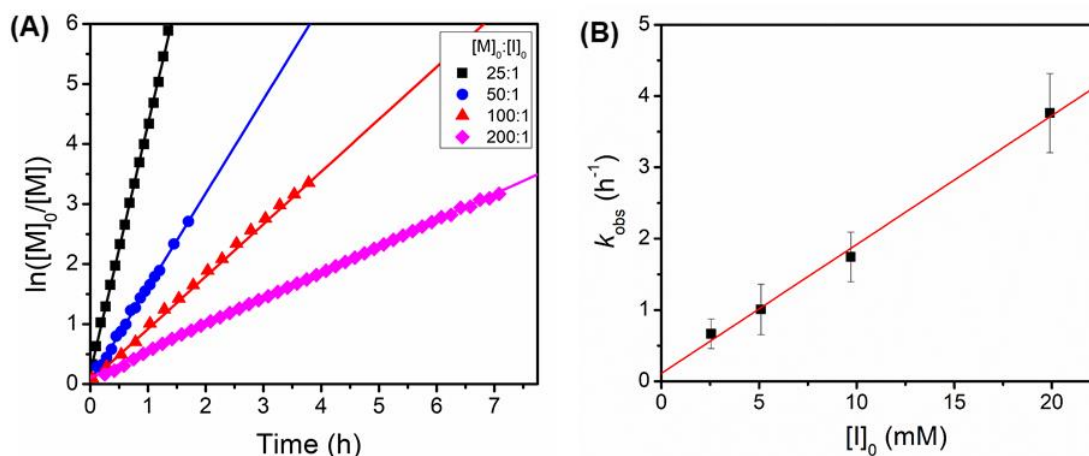 (A)
6
5
4
3
2
1
0
ln([M]₀/[M])
[M]₀:[I]₀
25:1
50:1
100:1
200:1
0 1 2 3 4 5 6 7
Time (h)
(B)
5
4
3
2
1
0
k_obs (h⁻¹)
0 5 10 15 20
[I]₀ (mM)